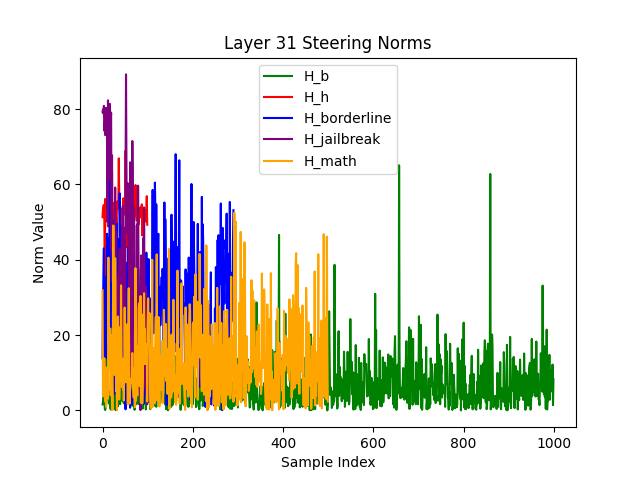 Layer 31 Steering Norms
H_b
H_h
H_borderline
H_jailbreak
H_math
Norm Value
80
60
40
20
0
0 200 400 600 800 1000
Sample Index